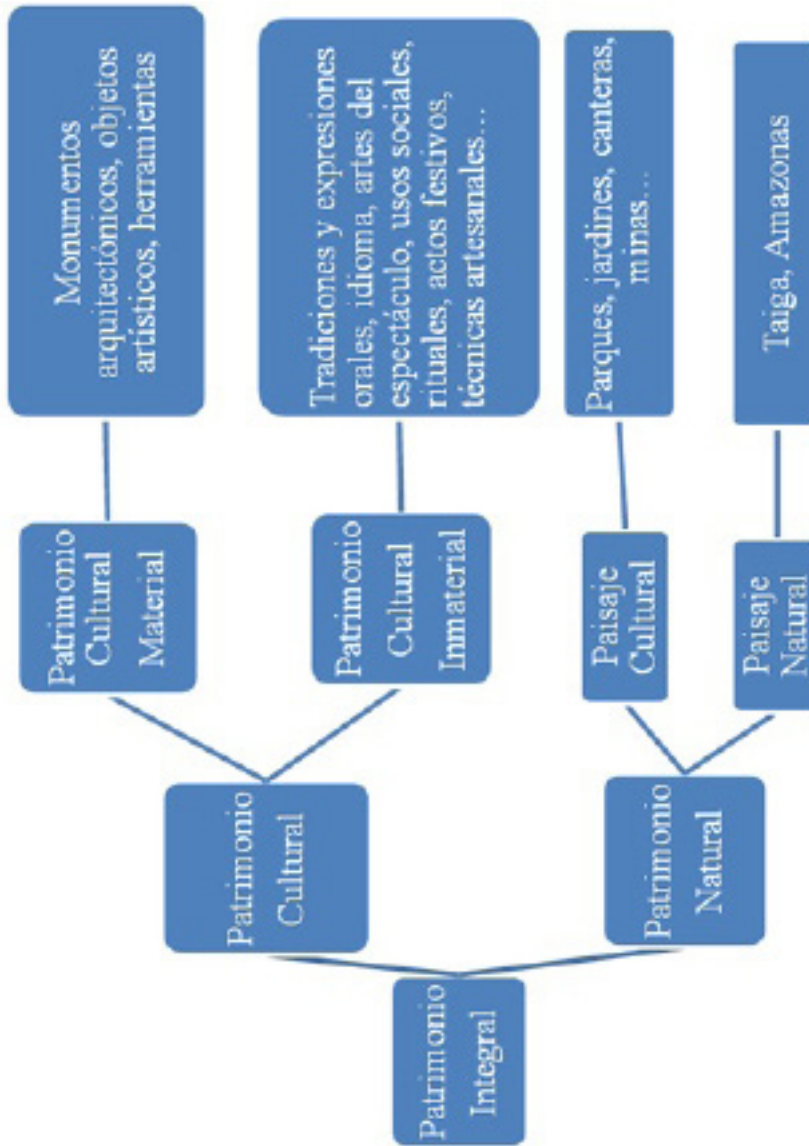 Patrimonio
Integral
Patrimonio
Cultural
Patrimonio
Natural
Patrimonio
Cultural
Material
Patrimonio
Cultural
Inmaterial
Paisaje
Cultural
Paisaje
Natural
Monumentos
arquitectónicos, objetos
artísticos, herramientas
Tradiciones y expresiones
orales, idioma, artes del
espectáculo, usos sociales,
rituales, actos festivos,
técnicas artesanales...
Parques, jardines, canteras,
minas...
Taiga, Amazonas